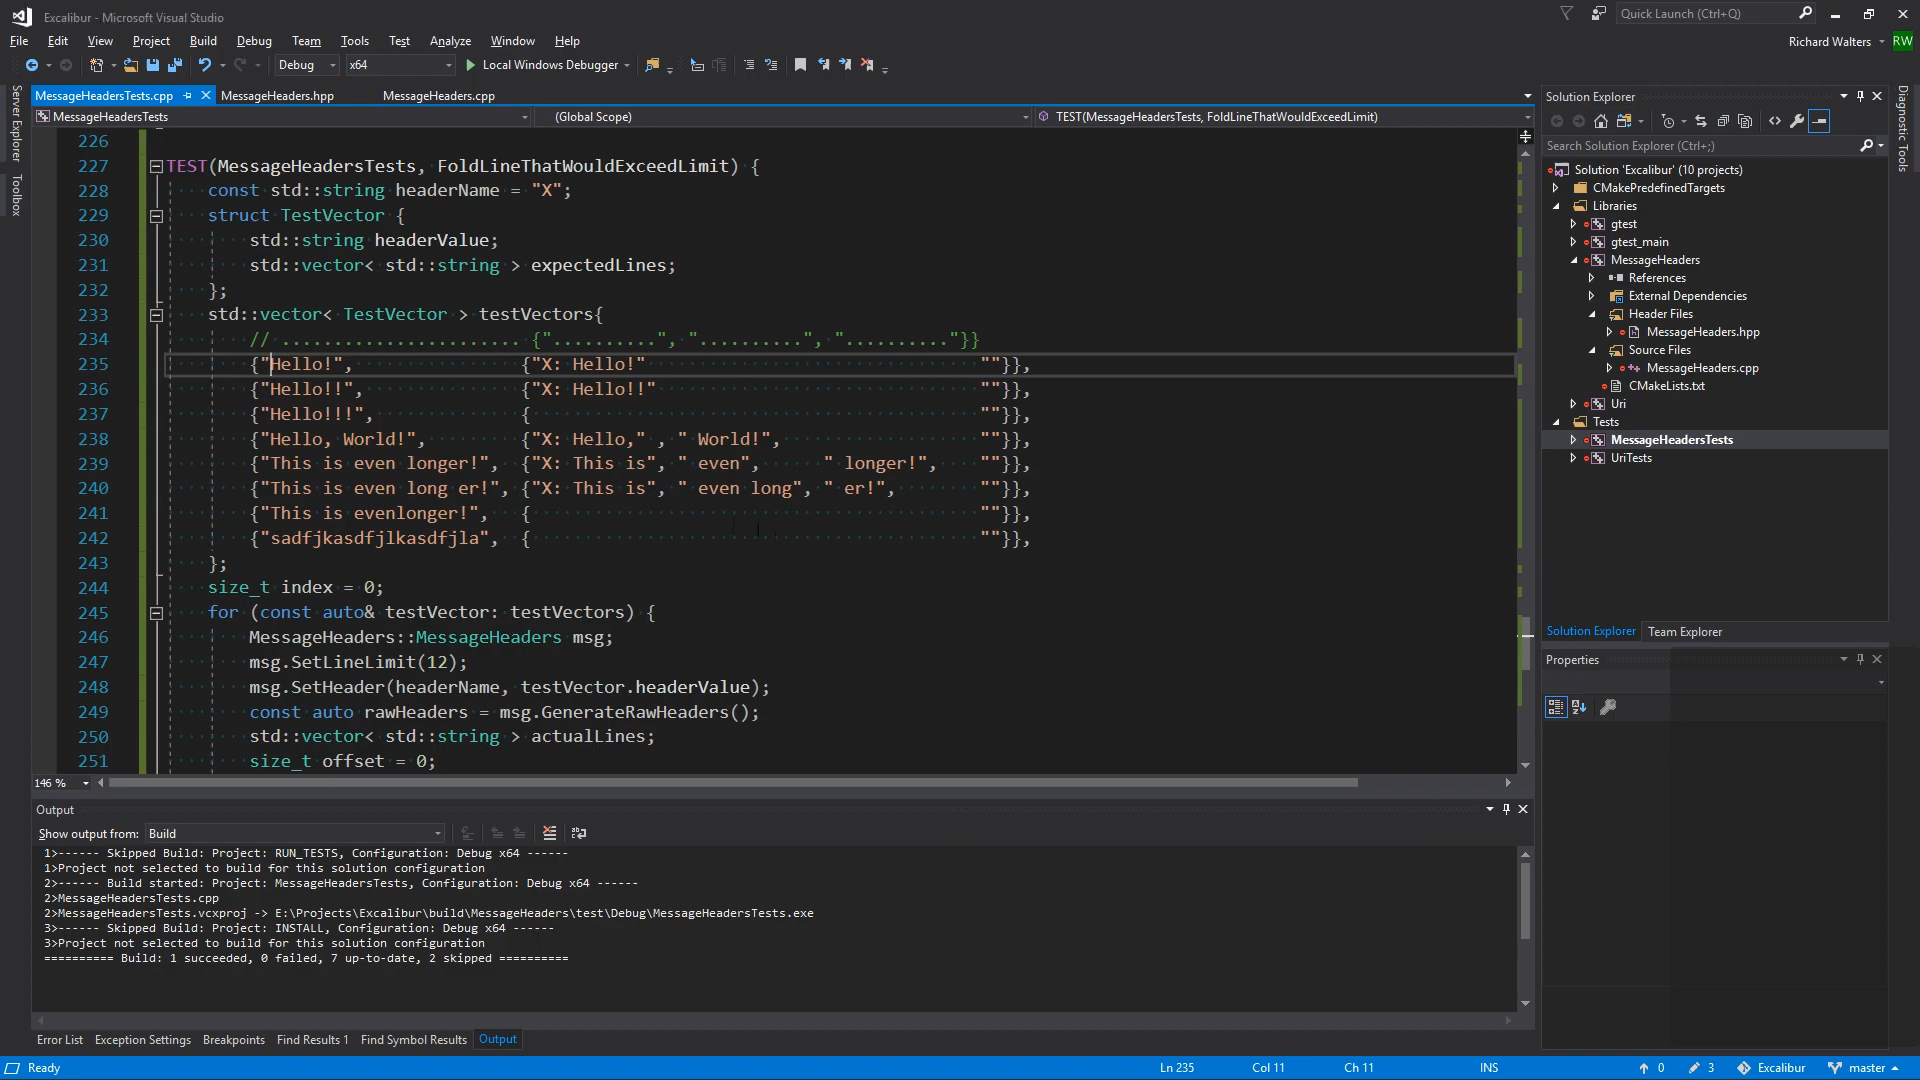 Excalibur - Microsoft Visual Studio
Quick Launch (Ctrl+Q)
File Edit View Project Build Debug Team Tools Test Analyze Window Help
Richard Walters RW
Debug x64 Local Windows Debugger
Server Explorer
Toolbox
MessageHeadersTests.cpp MessageHeaders.hpp MessageHeaders.cpp
MessageHeadersTests (Global Scope) TEST(MessageHeadersTests, FoldLineThatWouldExceedLimit)
226
227 TEST(MessageHeadersTests, FoldLineThatWouldExceedLimit) {
228 const std::string headerName = "X";
229 struct TestVector {
230 std::string headerValue;
231 std::vector< std::string > expectedLines;
232 };
233 std::vector< TestVector > testVectors{
234 // ....................... {"..........", "..........", ".........."}}
235 {"Hello!", {"X: Hello!" ""}},
236 {"Hello!!", {"X: Hello!!" ""}},
237 {"Hello!!!", { ""}},
238 {"Hello, World!", {"X: Hello," , " World!", ""}},
239 {"This is even longer!", {"X: This is", " even", " longer!", ""}},
240 {"This is even long er!", {"X: This is", " even long", " er!", ""}},
241 {"This is evenlonger!", { ""}},
242 {"sadfjkasdfjlkasdfjla", { ""}},
243 };
244 size_t index = 0;
245 for (const auto& testVector: testVectors) {
246 MessageHeaders::MessageHeaders msg;
247 msg.SetLineLimit(12);
248 msg.SetHeader(headerName, testVector.headerValue);
249 const auto rawHeaders = msg.GenerateRawHeaders();
250 std::vector< std::string > actualLines;
251 size_t offset = 0;
146 %
Output
Show output from: Build
1>------ Skipped Build: Project: RUN_TESTS, Configuration: Debug x64 ------
1>Project not selected to build for this solution configuration
2>------ Build started: Project: MessageHeadersTests, Configuration: Debug x64 ------
2>MessageHeadersTests.cpp
2>MessageHeadersTests.vcxproj -> E:\Projects\Excalibur\build\MessageHeaders\test\Debug\MessageHeadersTests.exe
3>------ Skipped Build: Project: INSTALL, Configuration: Debug x64 ------
3>Project not selected to build for this solution configuration
========== Build: 1 succeeded, 0 failed, 7 up-to-date, 2 skipped ==========
Error List Exception Settings Breakpoints Find Results 1 Find Symbol Results Output
Solution Explorer
Search Solution Explorer (Ctrl+;)
Solution 'Excalibur' (10 projects)
CMakePredefinedTargets
Libraries
gtest
gtest_main
MessageHeaders
References
External Dependencies
Header Files
MessageHeaders.hpp
Source Files
MessageHeaders.cpp
CMakeLists.txt
Uri
Tests
MessageHeadersTests
UriTests
Solution Explorer Team Explorer
Properties
Diagnostic Tools
Ready Ln 235 Col 11 Ch 11 INS 0 3 Excalibur master